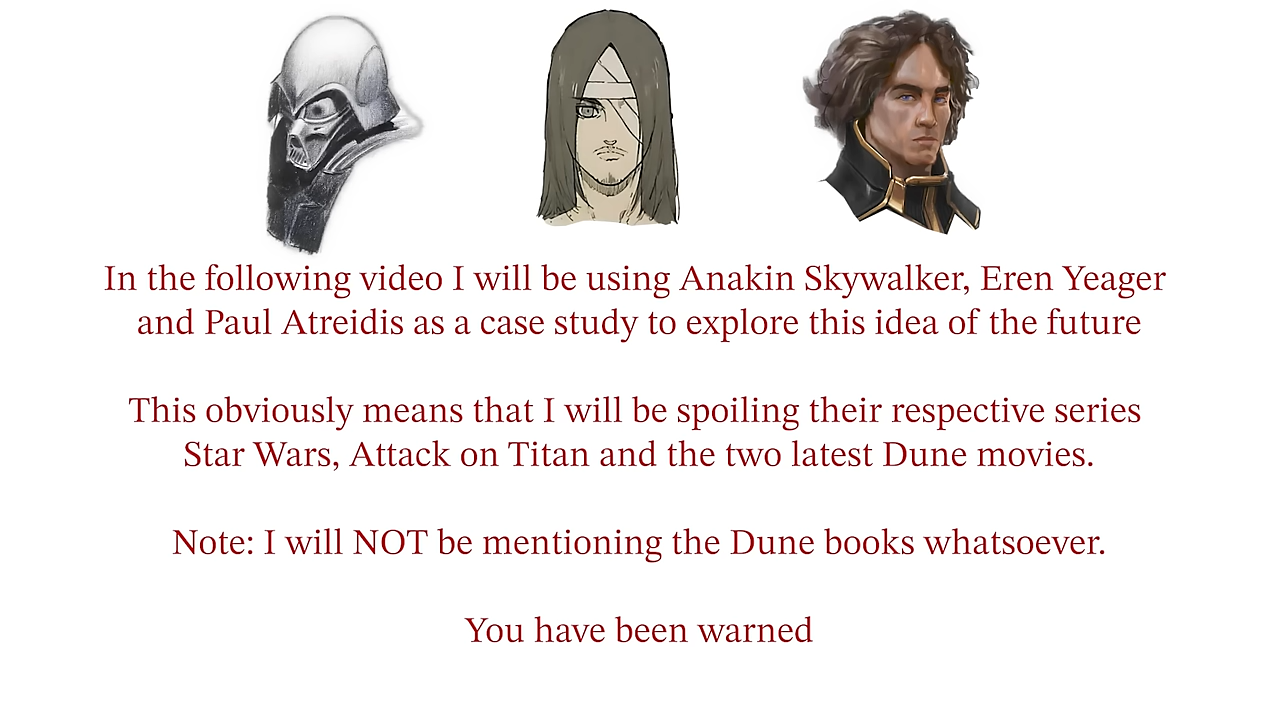 In the following video I will be using Anakin Skywalker, Eren Yeager
and Paul Atreidis as a case study to explore this idea of the future
This obviously means that I will be spoiling their respective series
Star Wars, Attack on Titan and the two latest Dune movies.
Note: I will NOT be mentioning the Dune books whatsoever.
You have been warned